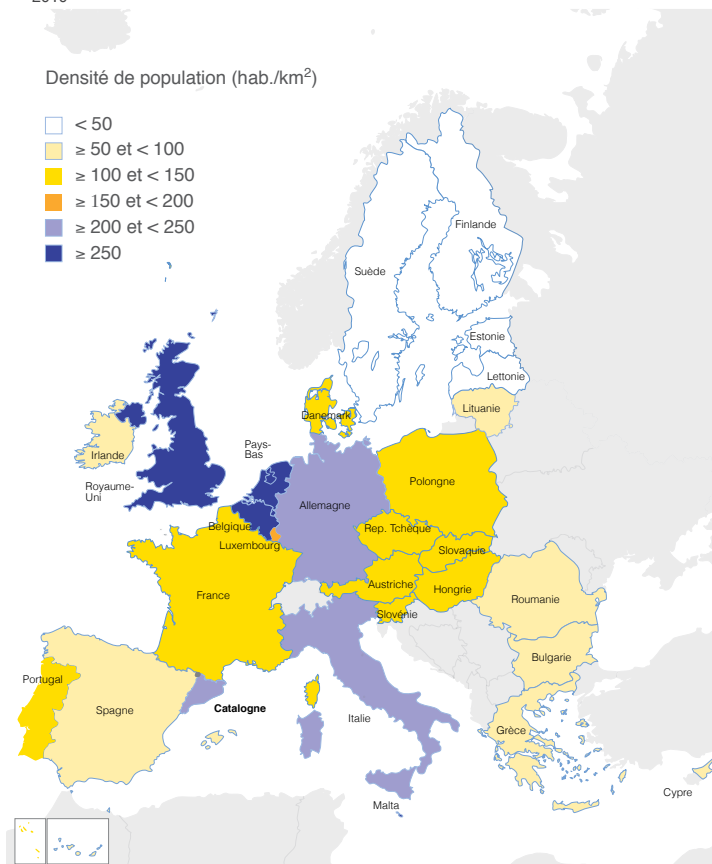 Densité de population (hab./km²)
< 50
≥ 50 et < 100
≥ 100 et < 150
≥ 150 et < 200
≥ 200 et < 250
≥ 250
Finlande
Suède
Estonie
Lettonie
Lituanie
Danemark
Irlande
Pays-
Bas
Royaume-
Uni
Allemagne
Polongne
Belgique
Rep. Tchèque
Luxembourg
Slovaquie
Austriche
Hongrie
France
Roumanie
Slovénie
Bulgarie
Portugal
Spagne
Catalogne
Italie
Grèce
Cypre
Malta